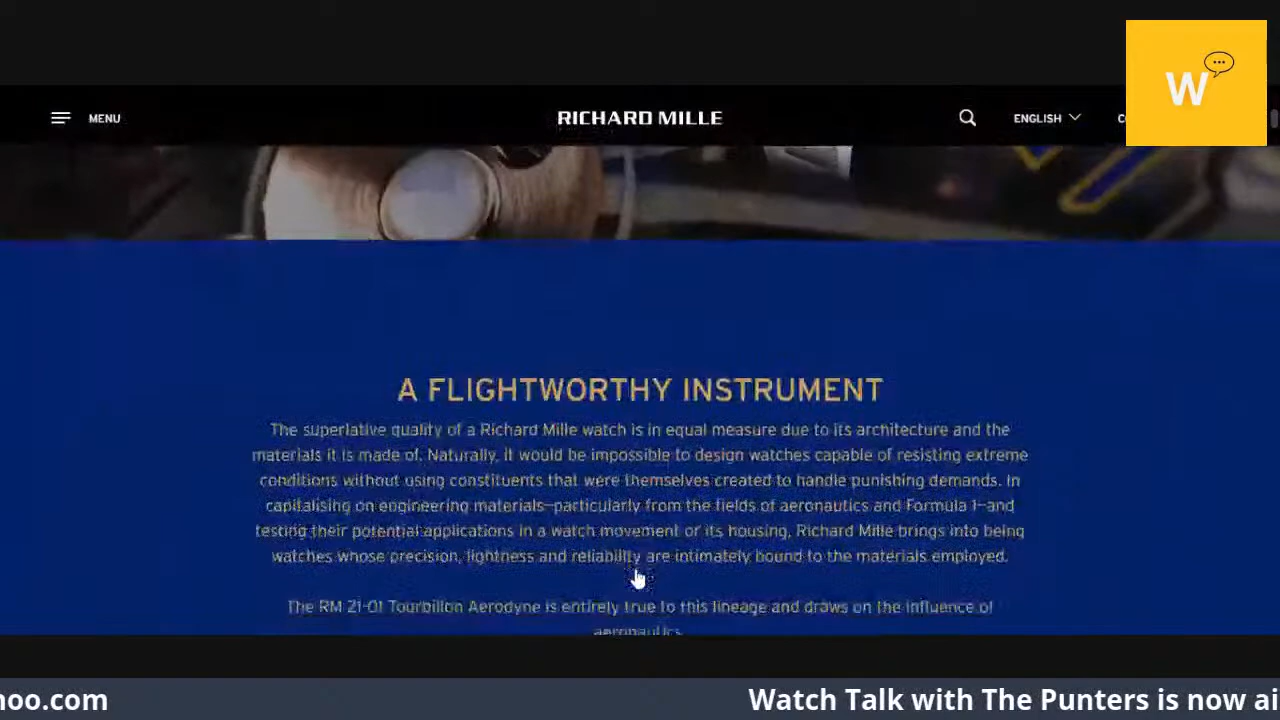 W
MENU
RICHARD MILLE
ENGLISH
A FLIGHTWORTHY INSTRUMENT
The superlative quality of a Richard Mille watch is in equal measure due to its architecture and the
materials it is made of. Naturally, it would be impossible to design watches capable of resisting extreme
conditions without using constituents that were themselves created to handle punishing demands. In
capitalising on engineering materials—particularly from the fields of aeronautics and Formula 1—and
testing their potential applications in a watch movement or its housing, Richard Mille brings into being
watches whose precision, lightness and reliability are intimately bound to the materials employed.
The RM 21-01 Tourbillon Aerodyne is entirely true to this lineage and draws on the influence of
aeronautics.
hoo.com
Watch Talk with The Punters is now ai